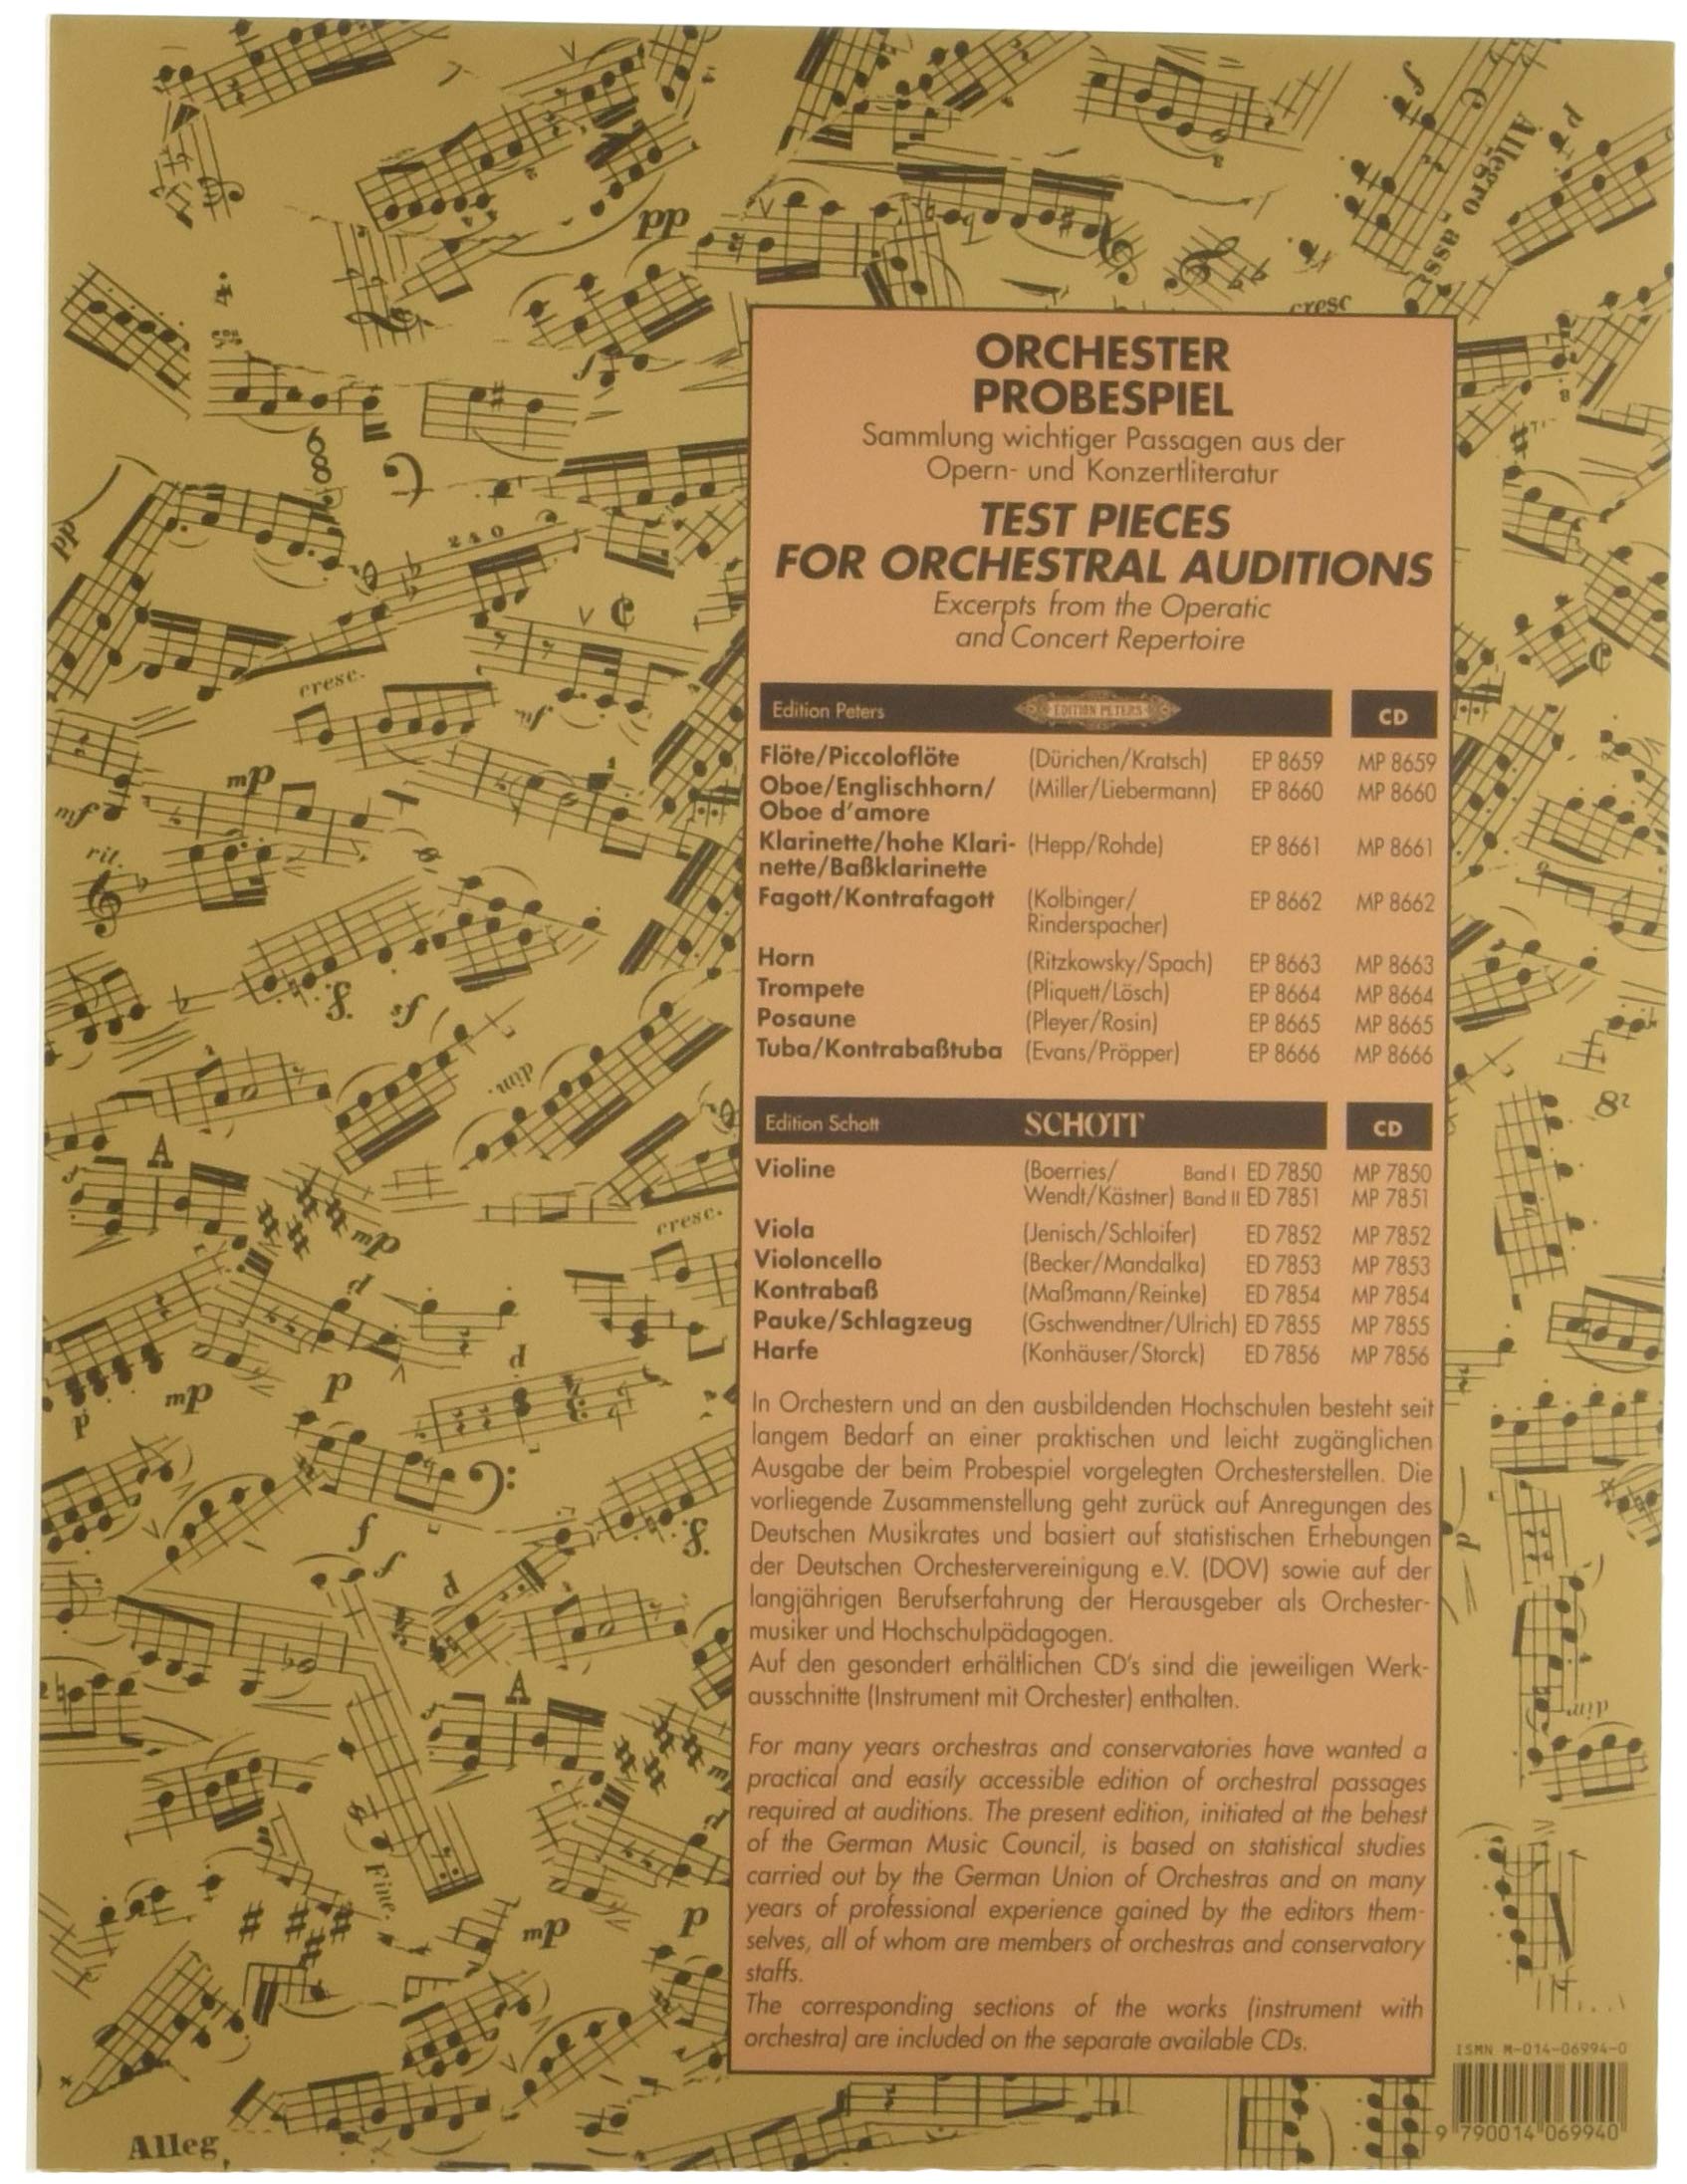 ORCHESTER
PROBESPIEL
Sammlung wichtiger Passagen aus der
Opern- und Konzertliteratur
TEST PIECES
FOR ORCHESTRAL AUDITIONS
Excerpts from the Operatic
and Concert Repertoire
Edition Peters EDITION PETERS CD
Flöte/Piccoloflöte (Dürichen/Kratsch) EP 8659 MP 8659
Oboe/Englischhorn/ (Miller/Liebermann) EP 8660 MP 8660
Oboe d'amore
Klarinette/hohe Klari- (Hepp/Rohde) EP 8661 MP 8661
nette/Baßklarinette
Fagott/Kontrafagott (Kolbinger/ EP 8662 MP 8662
Rinderspacher)
Horn (Ritzkowsky/Spach) EP 8663 MP 8663
Trompete (Pliquett/Lösch) EP 8664 MP 8664
Posaune (Pleyer/Rosin) EP 8665 MP 8665
Tuba/Kontrabaßtuba (Evans/Pröpper) EP 8666 MP 8666
Edition Schott SCHOTT CD
Violine (Boerries/ Band I ED 7850 MP 7850
Wendt/Kästner) Band II ED 7851 MP 7851
Viola (Jenisch/Schloifer) ED 7852 MP 7852
Violoncello (Becker/Mandalka) ED 7853 MP 7853
Kontrabaß (Maßmann/Reinke) ED 7854 MP 7854
Pauke/Schlagzeug (Gschwendtner/Ulrich) ED 7855 MP 7855
Harfe (Konhäuser/Storck) ED 7856 MP 7856
In Orchestern und an den ausbildenden Hochschulen besteht seit
langem Bedarf an einer praktischen und leicht zugänglichen
Ausgabe der beim Probespiel vorgelegten Orchesterstellen. Die
vorliegende Zusammenstellung geht zurück auf Anregungen des
Deutschen Musikrates und basiert auf statistischen Erhebungen
der Deutschen Orchestervereinigung e.V. (DOV) sowie auf der
langjährigen Berufserfahrung der Herausgeber als Orchester-
musiker und Hochschulpädagogen.
Auf den gesondert erhältlichen CD's sind die jeweiligen Werk-
ausschnitte (Instrument mit Orchester) enthalten.
For many years orchestras and conservatories have wanted a
practical and easily accessible edition of orchestral passages
required at auditions. The present edition, initiated at the behest
of the German Music Council, is based on statistical studies
carried out by the German Union of Orchestras and on many
years of professional experience gained by the editors them-
selves, all of whom are members of orchestras and conservatory
staffs.
The corresponding sections of the works (instrument with
orchestra) are included on the separate available CDs.
ISMN M-014-06994-0
9 790014 069940
Allegro assi
pp
cresc
pp
2 4 0
cresc.
mf
mp
mf
rit.
dim.
A
cresc.
mp
p
mp
p
f
f
A
dim
Fine.
mp
p
Alleg